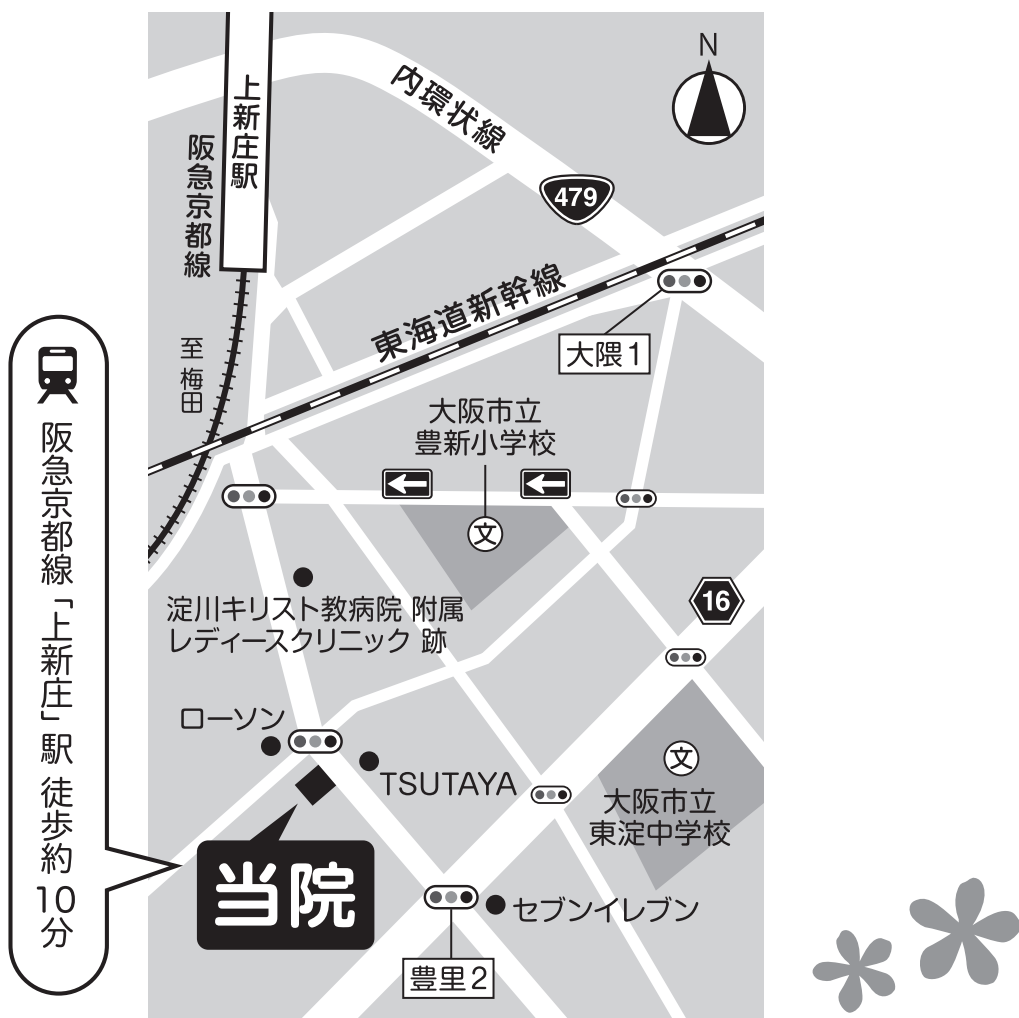 N
内環状線
479
上新庄駅
阪急京都線
東海道新幹線
大隈1
至 梅田
大阪市立
豊新小学校
文
淀川キリスト教病院 附属
レディースクリニック 跡
16
ローソン
TSUTAYA
文
大阪市立
東淀中学校
当院
セブンイレブン
豊里2
阪急京都線「上新庄」駅 徒歩約10分